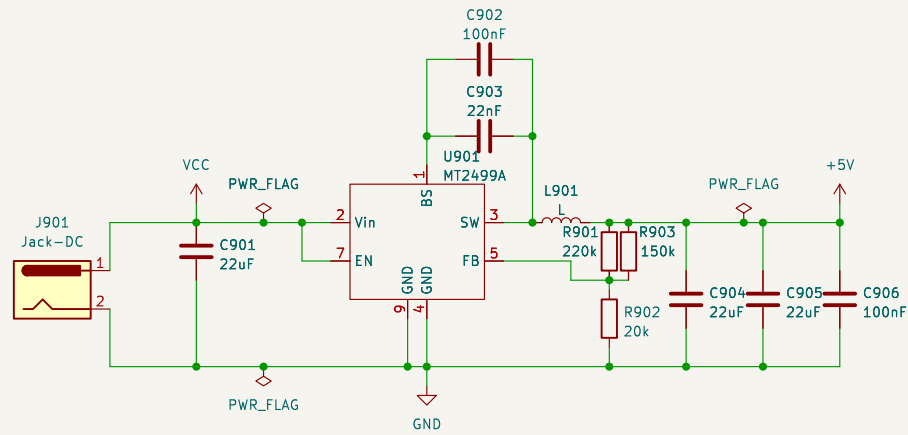 C902
100nF
C903
22nF
U901
MT2499A
1
BS
VCC
PWR_FLAG
L901
L
PWR_FLAG
+5V
J901
Jack-DC
2
Vin
SW
3
R901
220k
R903
150k
C901
22uF
7
EN
FB
5
1
2
GND
GND
9
4
C904
22uF
C905
22uF
C906
100nF
R902
20k
PWR_FLAG
GND